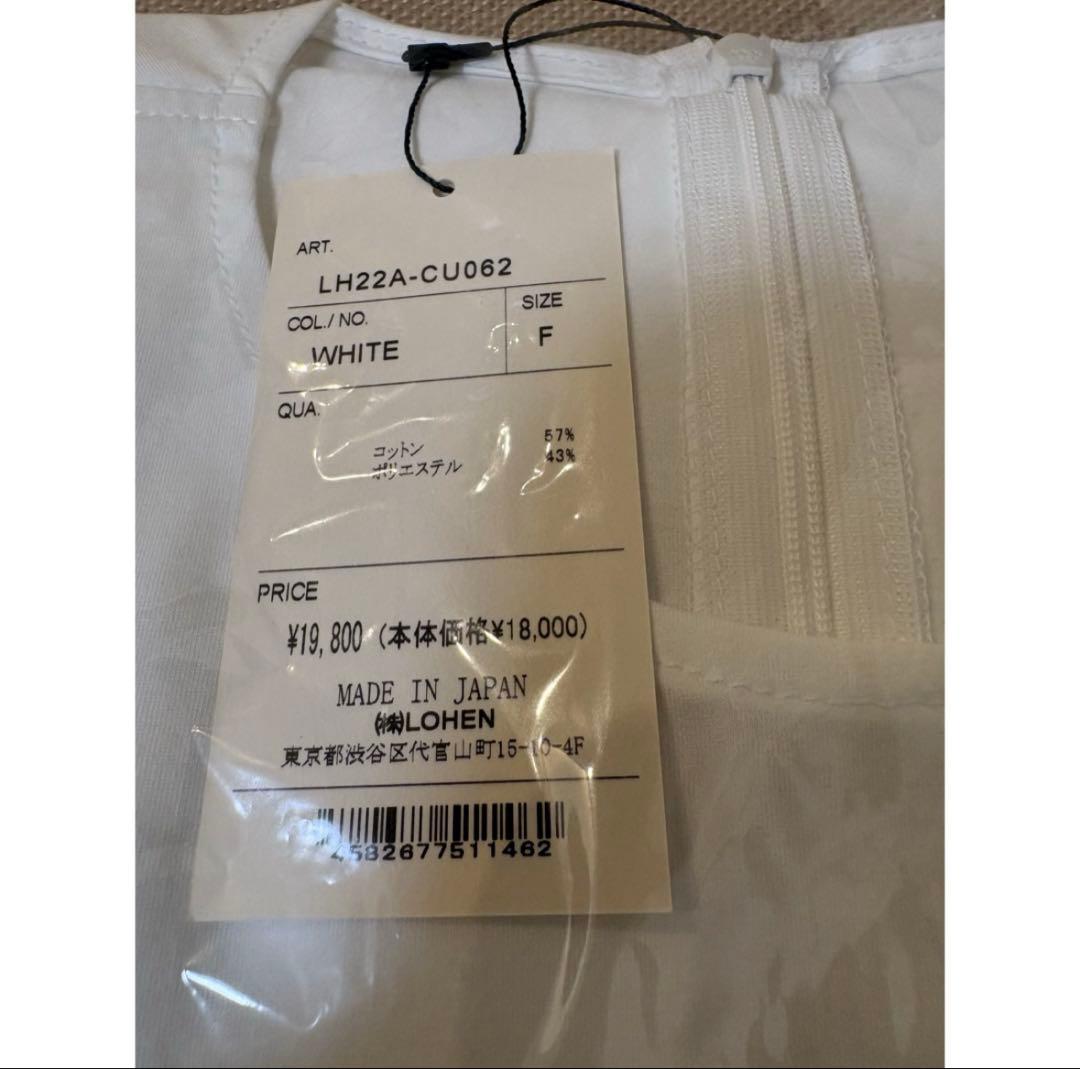 ART.
LH22A-CU062
COL./ NO.
SIZE
WHITE
F
QUA.
コットン 57%
ポリエステル 43%
PRICE
¥19,800 (本体価格¥18,000)
MADE IN JAPAN
(株)LOHEN
東京都渋谷区代官山町15-10-4F
4582677511462